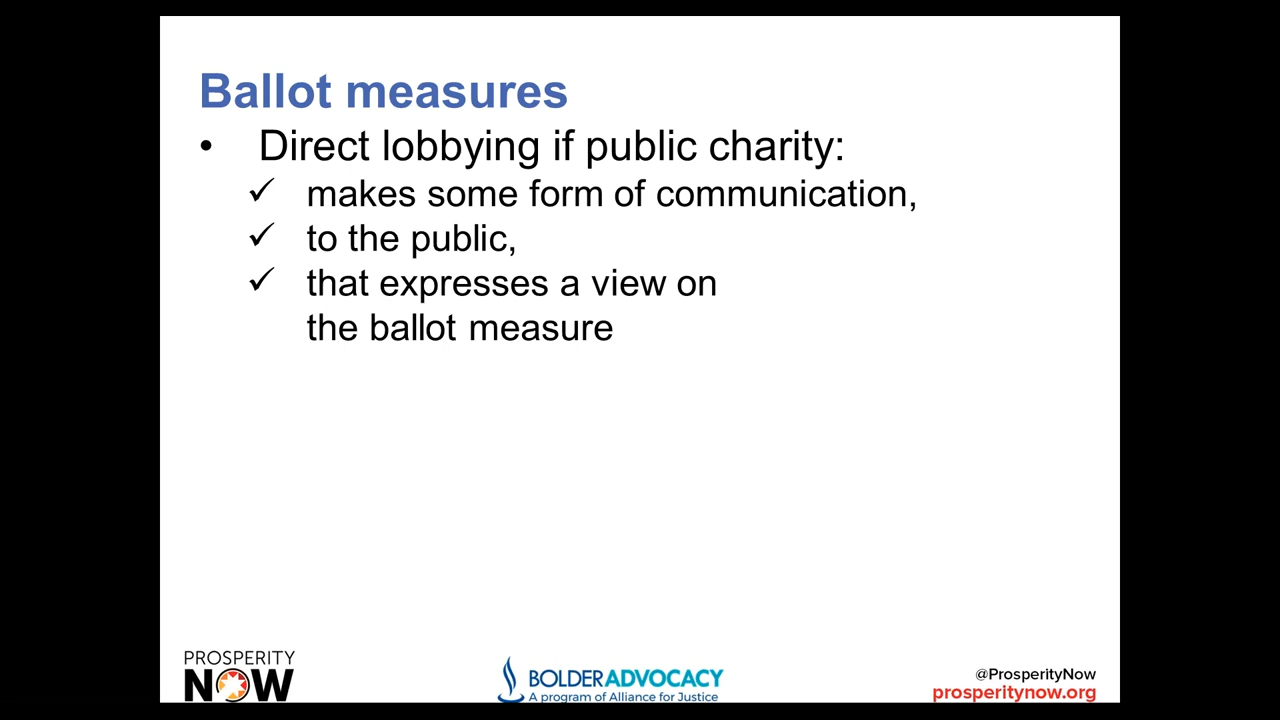 Ballot measures
• Direct lobbying if public charity:
✓ makes some form of communication,
✓ to the public,
✓ that expresses a view on
the ballot measure
PROSPERITY
NOW
BOLDERADVOCACY
A program of Alliance for Justice
@ProsperityNow
prosperitynow.org